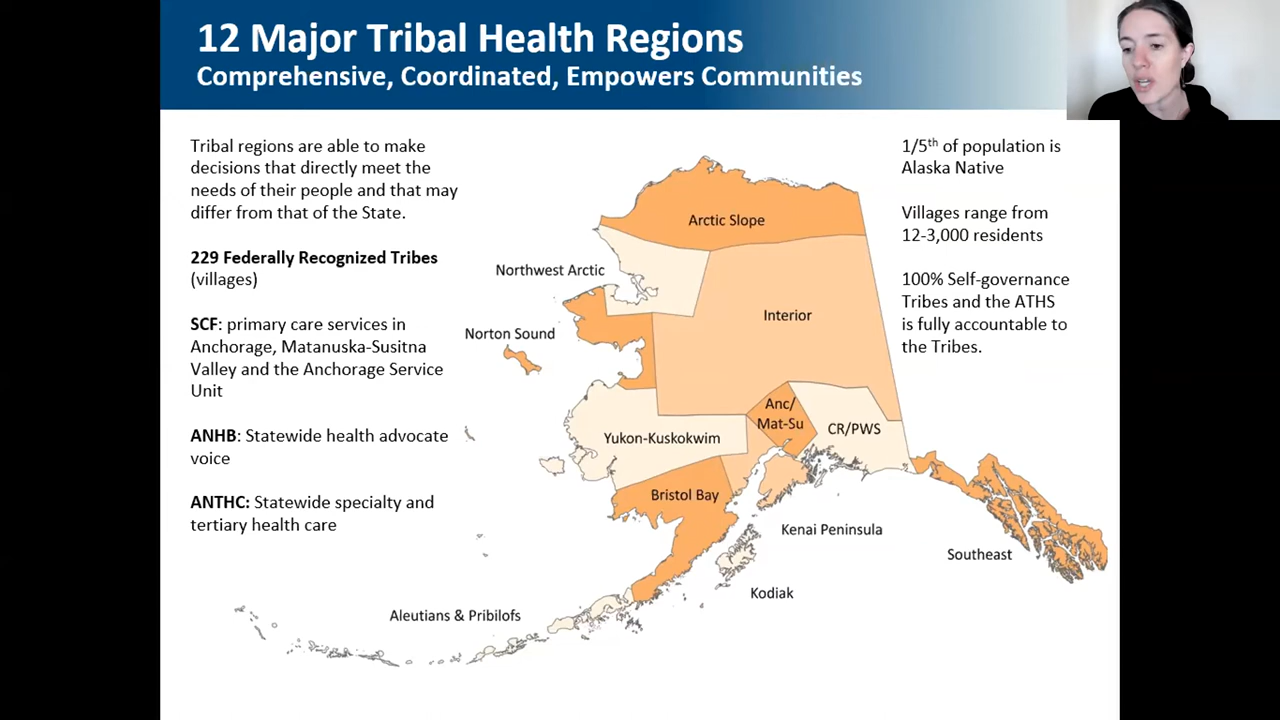 12 Major Tribal Health Regions
Comprehensive, Coordinated, Empowers Communities
Tribal regions are able to make
decisions that directly meet the
needs of their people and that may
differ from that of the State.
229 Federally Recognized Tribes
(villages)
SCF: primary care services in
Anchorage, Matanuska-Susitna
Valley and the Anchorage Service
Unit
ANHB: Statewide health advocate
voice
ANTHC: Statewide specialty and
tertiary health care
Arctic Slope
Northwest Arctic
Interior
Norton Sound
Anc/
Mat-Su
CR/PWS
Yukon-Kuskokwim
Bristol Bay
Kenai Peninsula
Southeast
Kodiak
Aleutians & Pribilofs
1/5th of population is
Alaska Native
Villages range from
12-3,000 residents
100% Self-governance
Tribes and the ATHS
is fully accountable to
the Tribes.